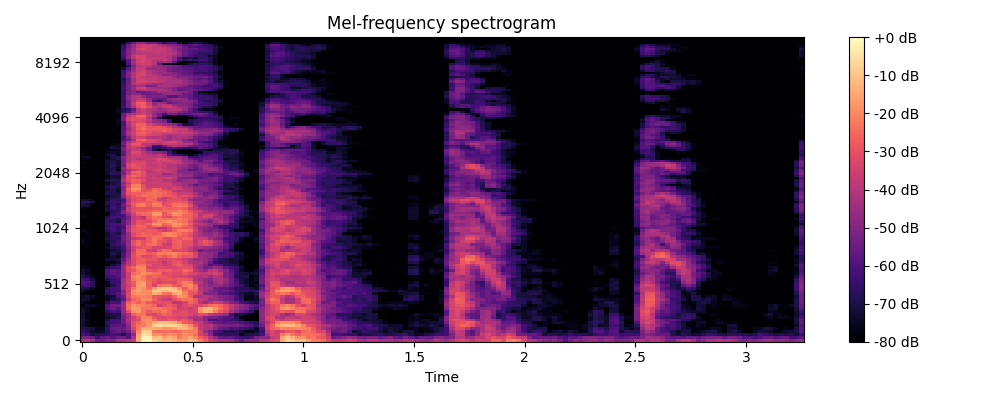 Mel-frequency spectrogram
8192
4096
2048
1024
512
0
Hz
0 0.5 1 1.5 2 2.5 3
Time
+0 dB
-10 dB
-20 dB
-30 dB
-40 dB
-50 dB
-60 dB
-70 dB
-80 dB